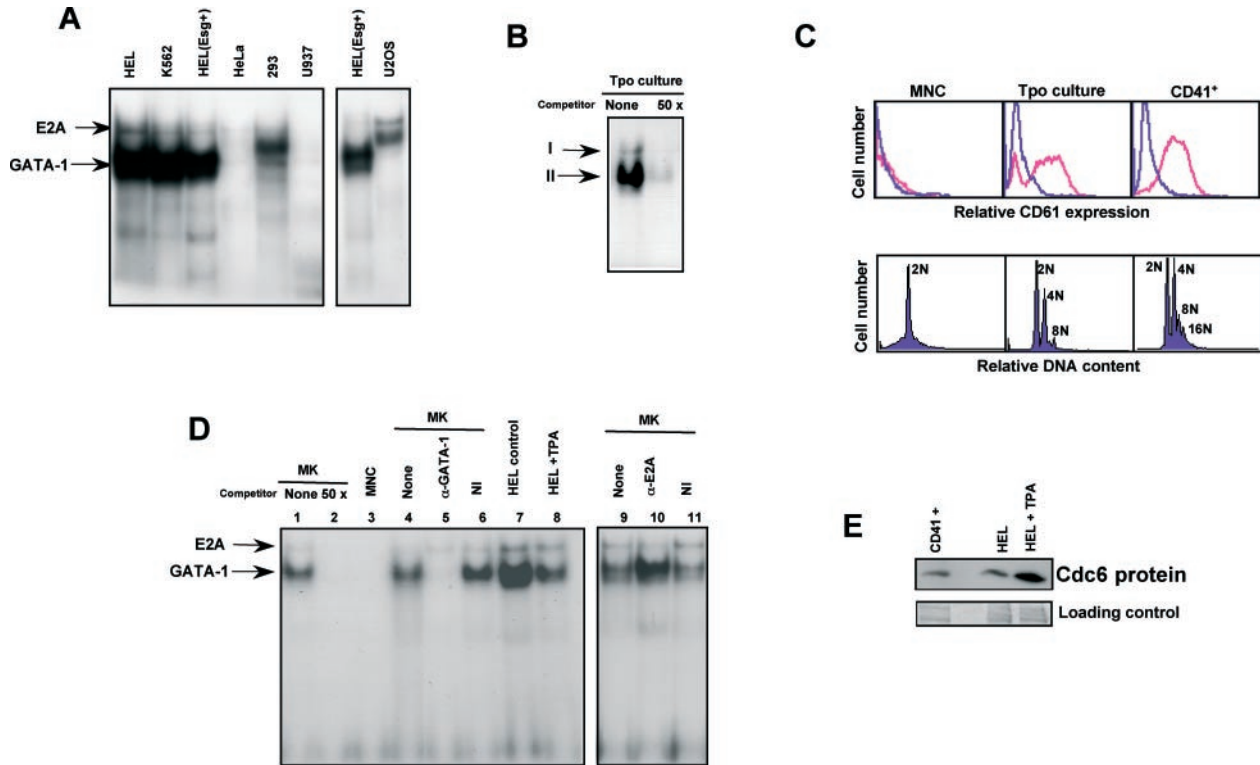 A
HEL
K562
HEL(Esg+)
HeLa
293
U937
HEL(Esg+)
U2OS
E2A
GATA-1
B
Tpo culture
Competitor None 50 x
I
II
C
MNC Tpo culture CD41+
Cell number
Relative CD61 expression
2N
2N
4N
8N
2N 4N
8N
16N
Cell number
Relative DNA content
D
MK
Competitor None 50 x
MNC
MK
None
α-GATA-1
NI
HEL control
HEL +TPA
MK
None
α-E2A
NI
1 2 3 4 5 6 7 8 9 10 11
E2A
GATA-1
E
CD41 +
HEL
HEL + TPA
Cdc6 protein
Loading control